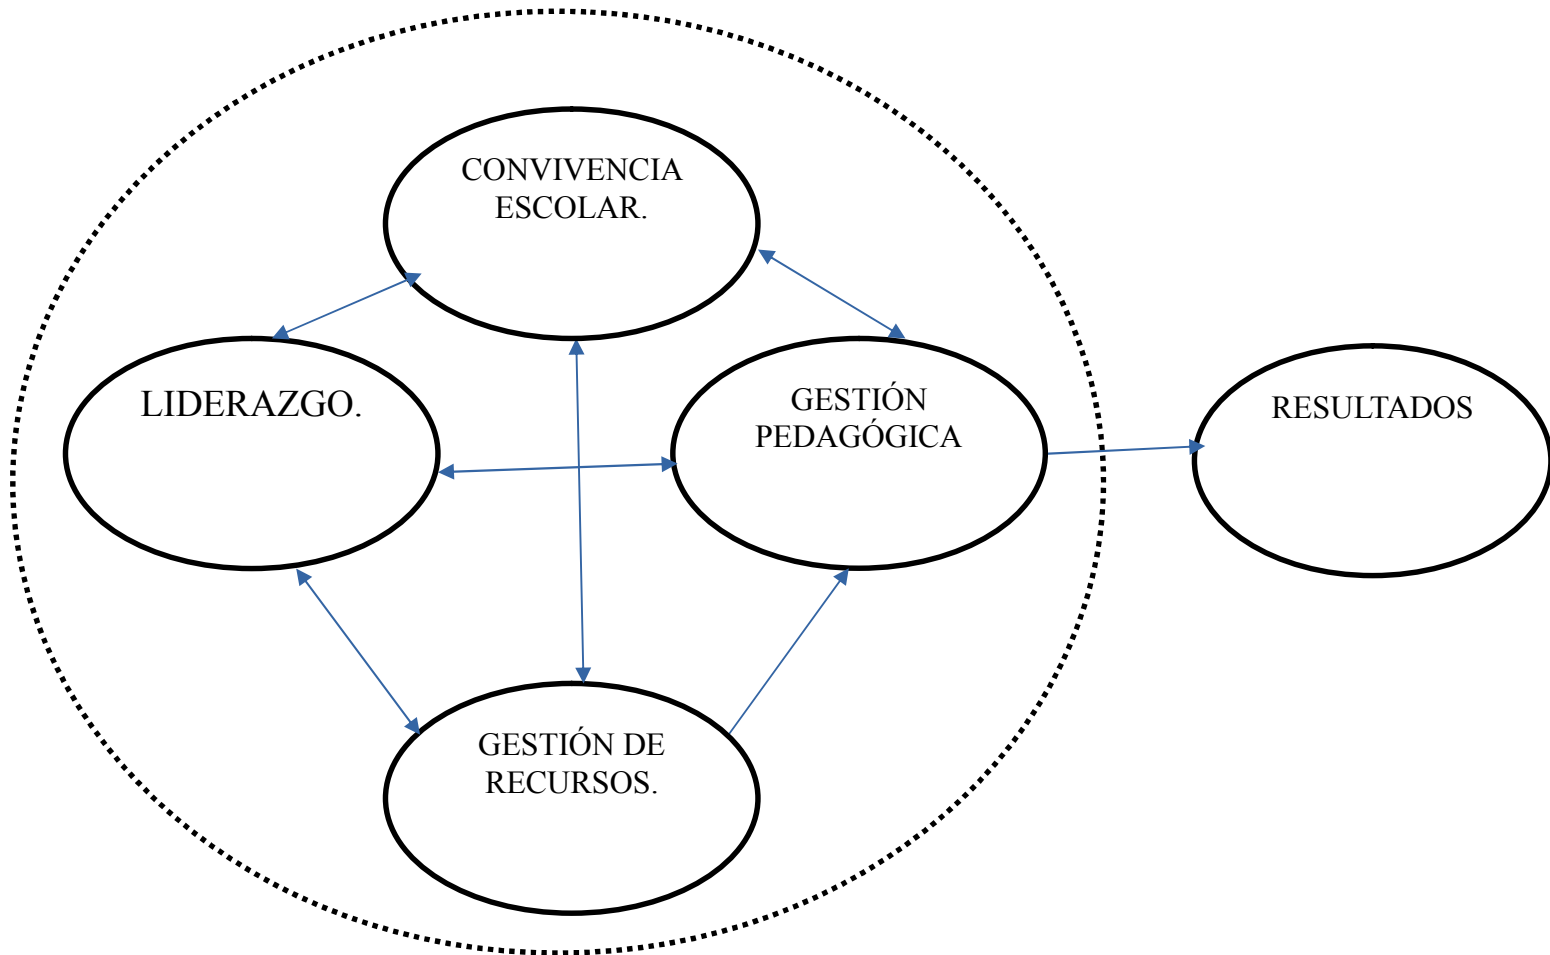 CONVIVENCIA
ESCOLAR.
LIDERAZGO.
GESTIÓN
PEDAGÓGICA
RESULTADOS
GESTIÓN DE
RECURSOS.